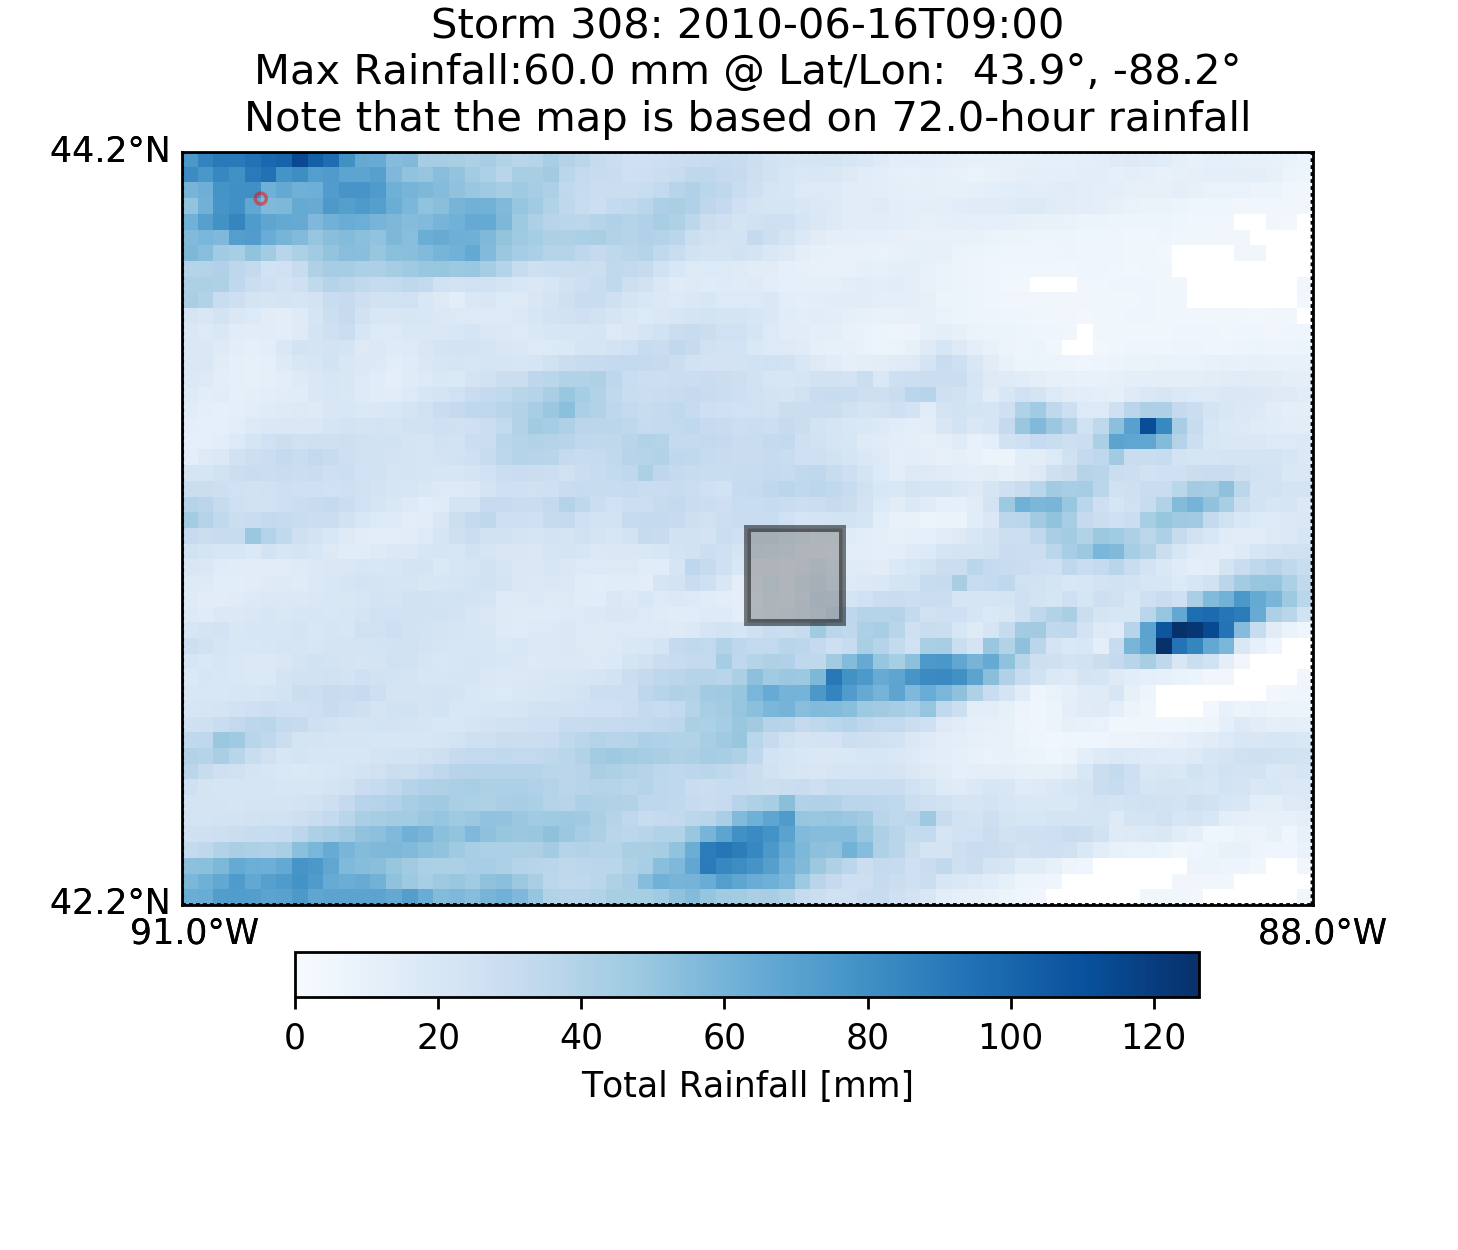 Storm 308: 2010-06-16T09:00
Max Rainfall:60.0 mm @ Lat/Lon:  43.9°, -88.2°
Note that the map is based on 72.0-hour rainfall
44.2°N
42.2°N
91.0°W 88.0°W
0 20 40 60 80 100 120
Total Rainfall [mm]